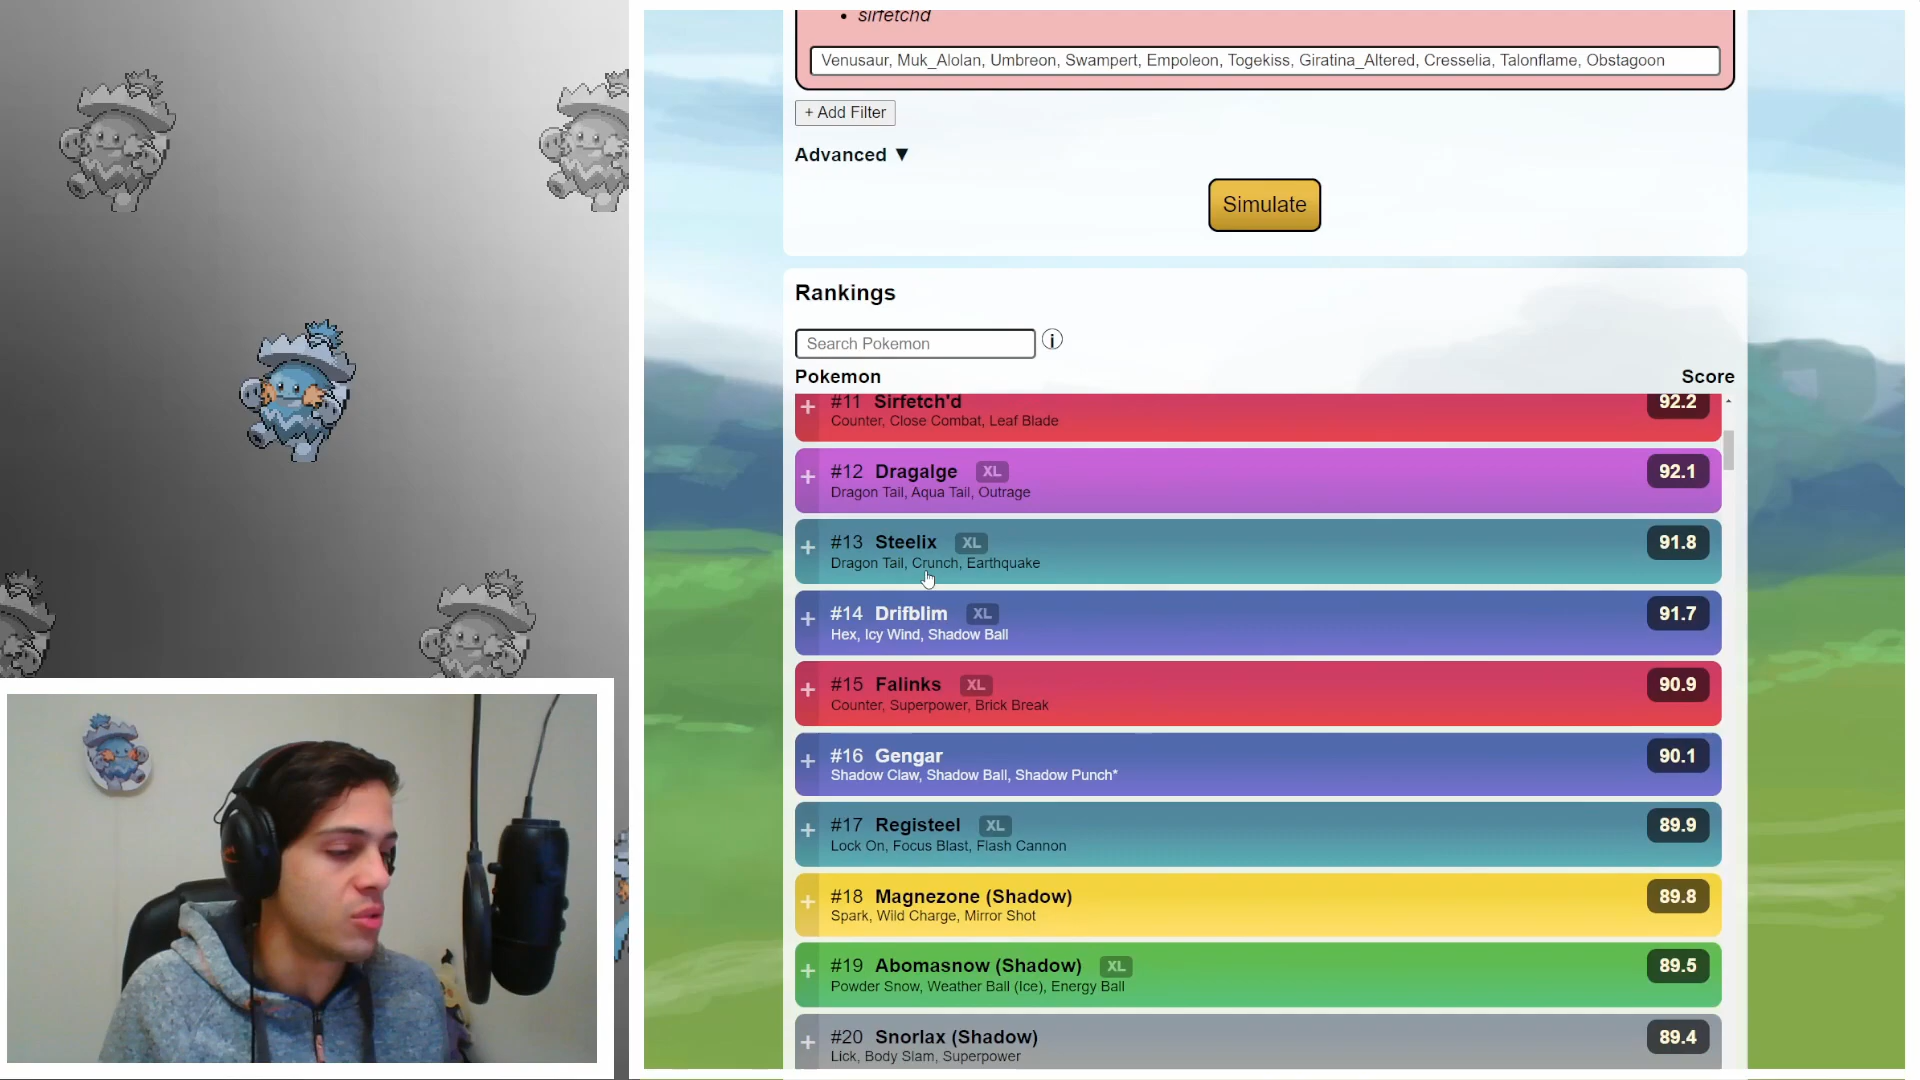 • sirfetchd
Venusaur, Muk_Alolan, Umbreon, Swampert, Empoleon, Togekiss, Giratina_Altered, Cresselia, Talonflame, Obstagoon
+ Add Filter
Advanced ▼
Simulate
Rankings
Search Pokemon
i
Pokemon Score
+ #11 Sirfetch'd 92.2
Counter, Close Combat, Leaf Blade
+ #12 Dragalge XL 92.1
Dragon Tail, Aqua Tail, Outrage
+ #13 Steelix XL 91.8
Dragon Tail, Crunch, Earthquake
+ #14 Drifblim XL 91.7
Hex, Icy Wind, Shadow Ball
+ #15 Falinks XL 90.9
Counter, Superpower, Brick Break
+ #16 Gengar 90.1
Shadow Claw, Shadow Ball, Shadow Punch*
+ #17 Registeel XL 89.9
Lock On, Focus Blast, Flash Cannon
+ #18 Magnezone (Shadow) 89.8
Spark, Wild Charge, Mirror Shot
+ #19 Abomasnow (Shadow) XL 89.5
Powder Snow, Weather Ball (Ice), Energy Ball
+ #20 Snorlax (Shadow) 89.4
Lick, Body Slam, Superpower